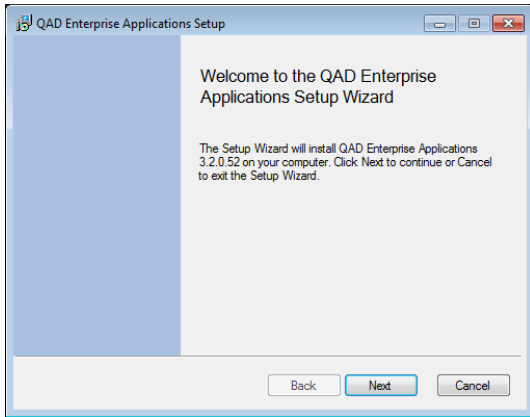 QAD Enterprise Applications Setup
Welcome to the QAD Enterprise
Applications Setup Wizard
The Setup Wizard will install QAD Enterprise Applications
3.2.0.52 on your computer. Click Next to continue or Cancel
to exit the Setup Wizard.
Back Next Cancel